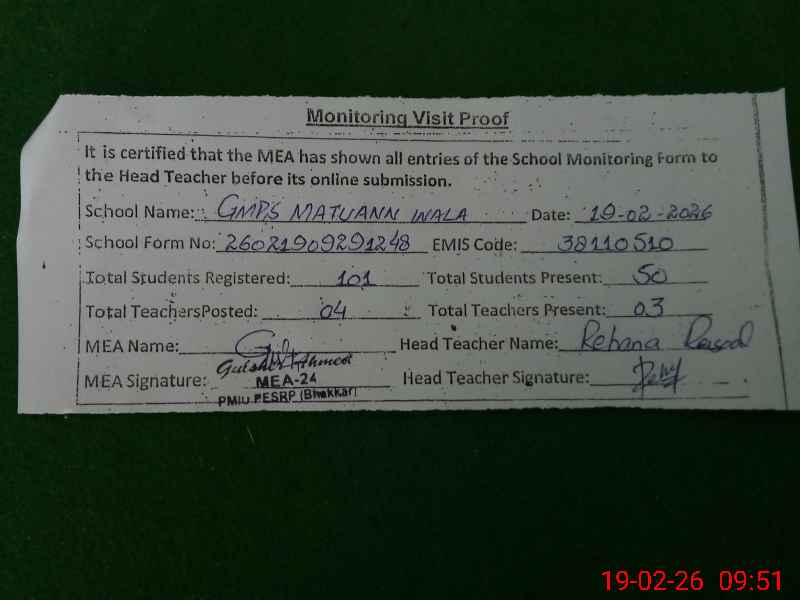 Monitoring Visit Proof
It is certified that the MEA has shown all entries of the School Monitoring Form to
the Head Teacher before its online submission.
School Name: GMPS MATUANN WALA Date: 19-02-2026
School Form No: 26021909291248 EMIS Code: 38110510
Total Students Registered: 101 Total Students Present: 50
Total TeachersPosted: 04 Total Teachers Present: 03
MEA Name: Head Teacher Name: Rehana Rasool
MEA Signature: Gulsher Ahmed Head Teacher Signature:
MEA-24
PMIU PESRP (Bhakkar)
19-02-26 09:51